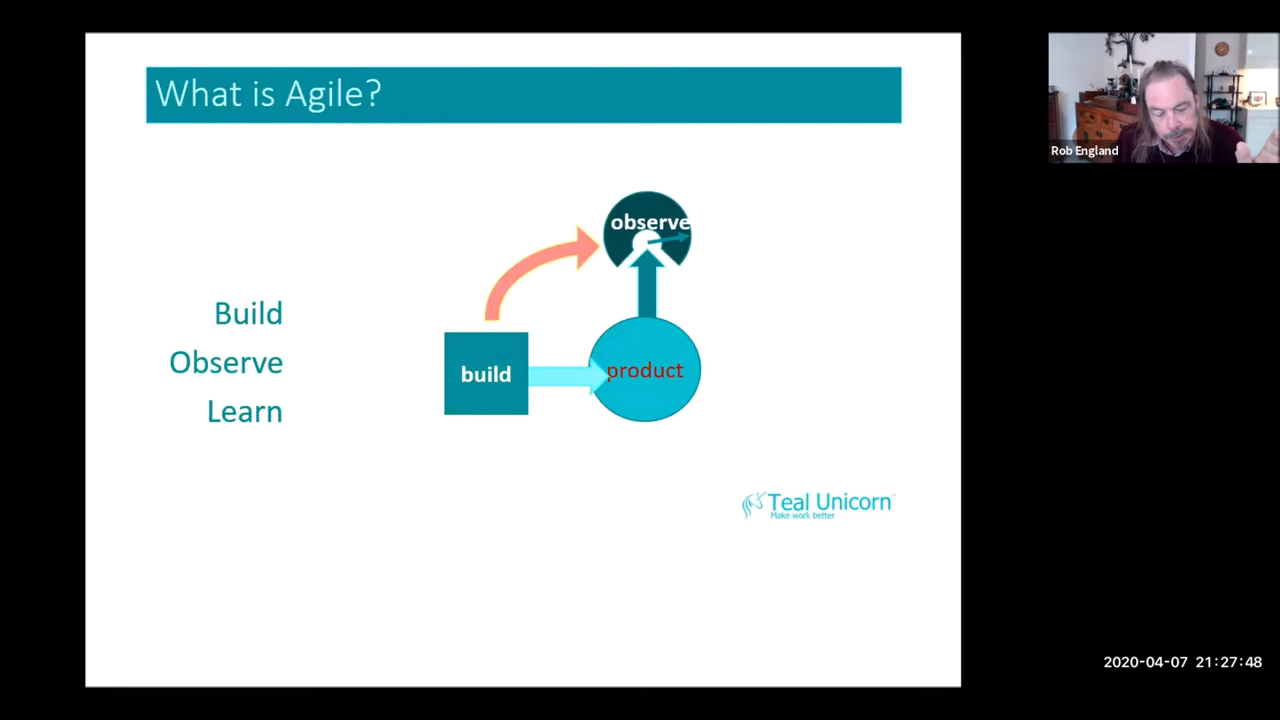 What is Agile?
observe
Build
Observe
Learn
build
product
Teal Unicorn
Make work better
Rob England
2020-04-07 21:27:48